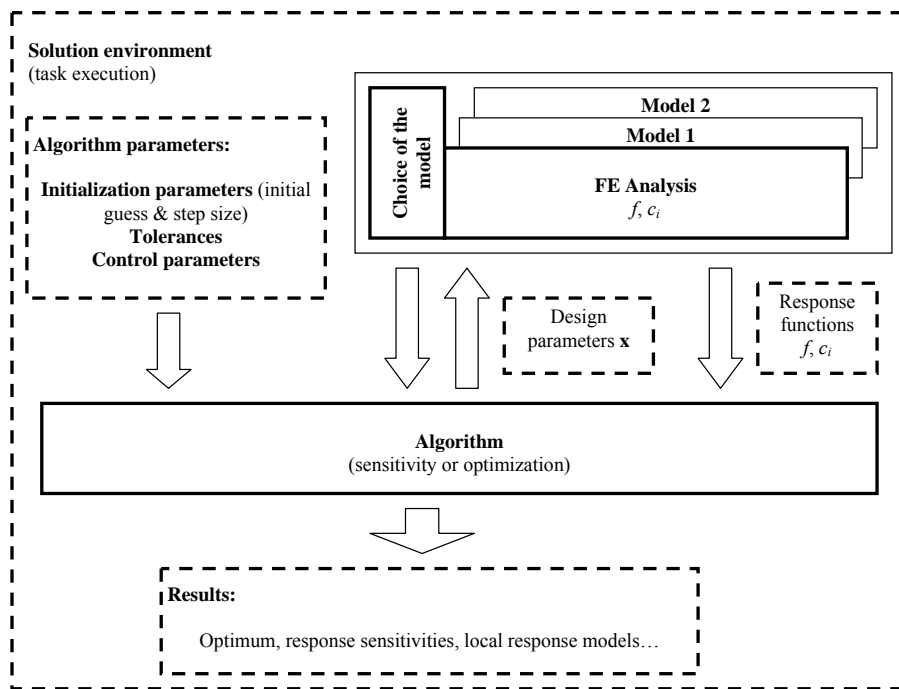 Solution environment
(task execution)
Algorithm parameters:
Initialization parameters (initial
guess & step size)
Tolerances
Control parameters
Choice of the
model
Model 2
Model 1
FE Analysis
f, cᵢ
Design
parameters x
Response
functions
f, cᵢ
Algorithm
(sensitivity or optimization)
Results:
Optimum, response sensitivities, local response models…